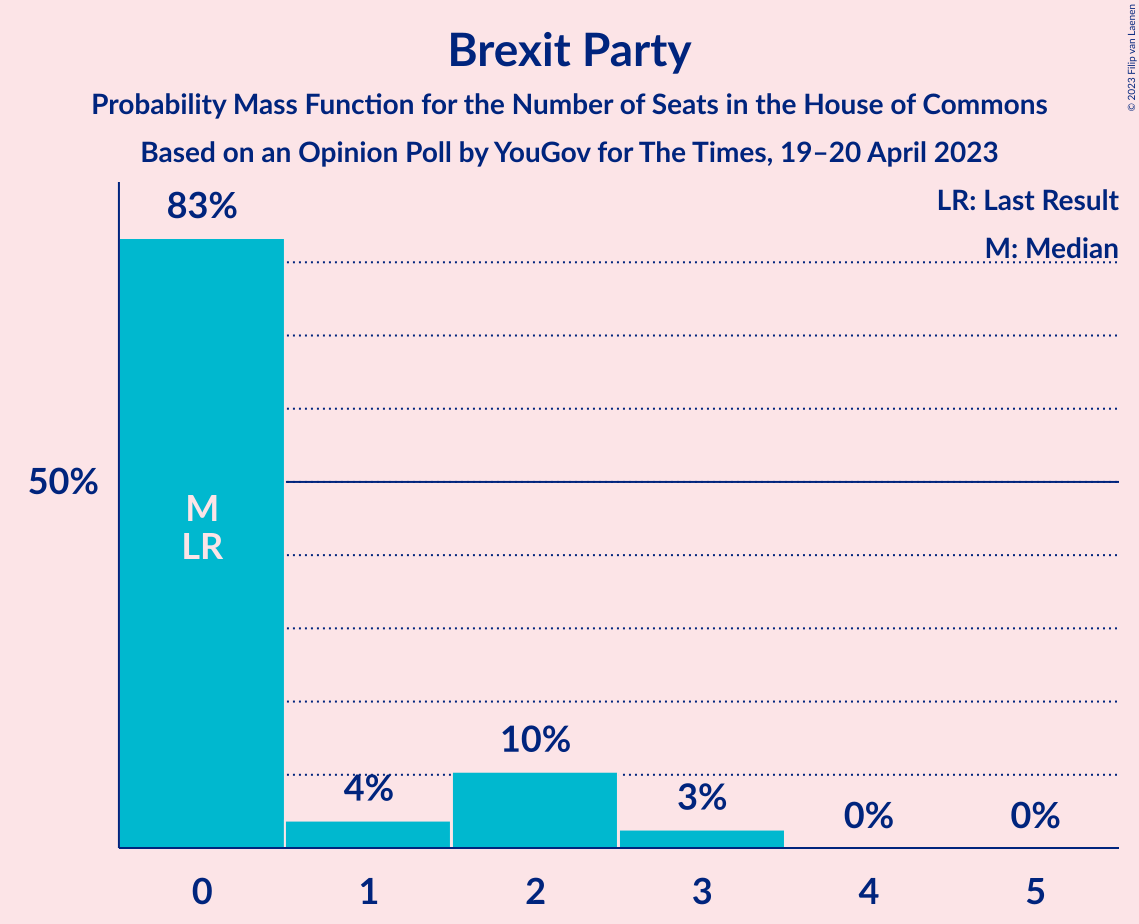 Brexit Party
Probability Mass Function for the Number of Seats in the House of Commons
Based on an Opinion Poll by YouGov for The Times, 19–20 April 2023
© 2023 Filip van Laenen
LR: Last Result
M: Median
83%
50%
M
LR
4%
10%
3%
0%
0%
0 1 2 3 4 5